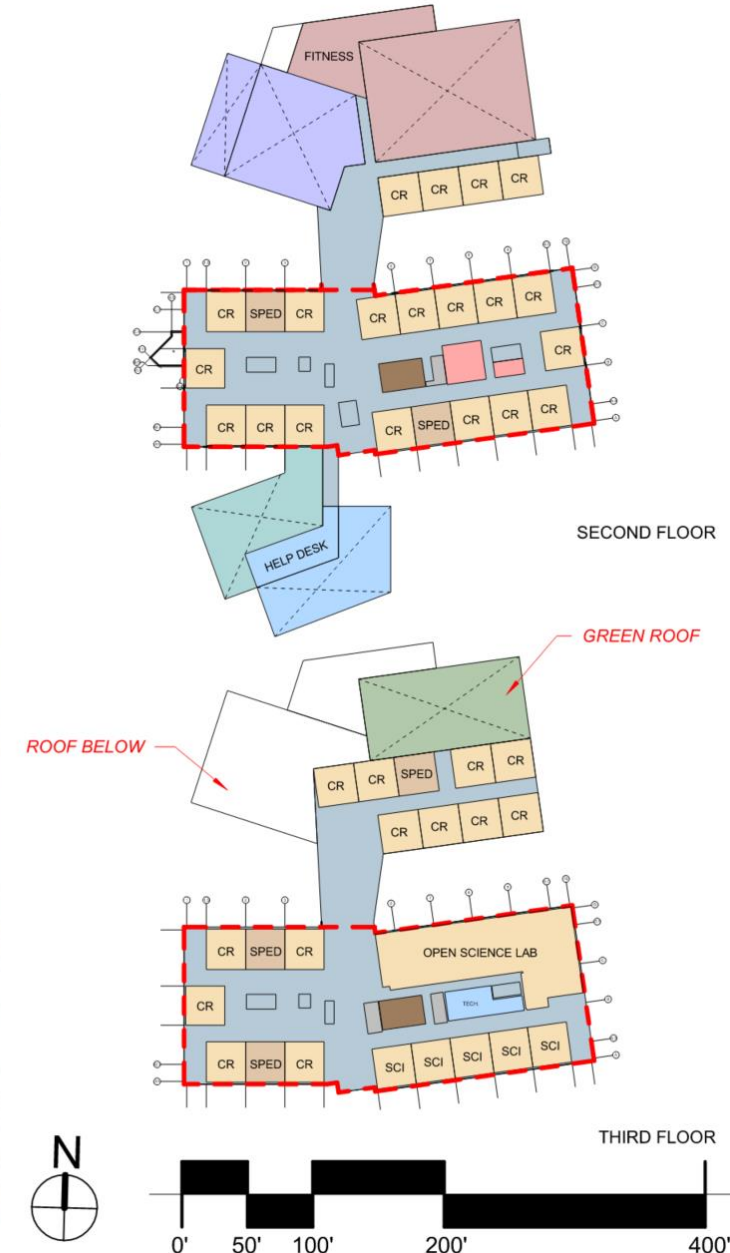 FITNESS
CR CR CR CR
CR SPED CR
CR CR CR CR CR
CR
CR
CR CR CR
CR SPED CR CR CR
HELP DESK
SECOND FLOOR
GREEN ROOF
ROOF BELOW
CR CR SPED CR CR
CR CR CR CR
CR SPED CR
OPEN SCIENCE LAB
CR
TECH
CR SPED CR
SCI SCI SCI SCI SCI
THIRD FLOOR
N
0' 50' 100' 200' 400'